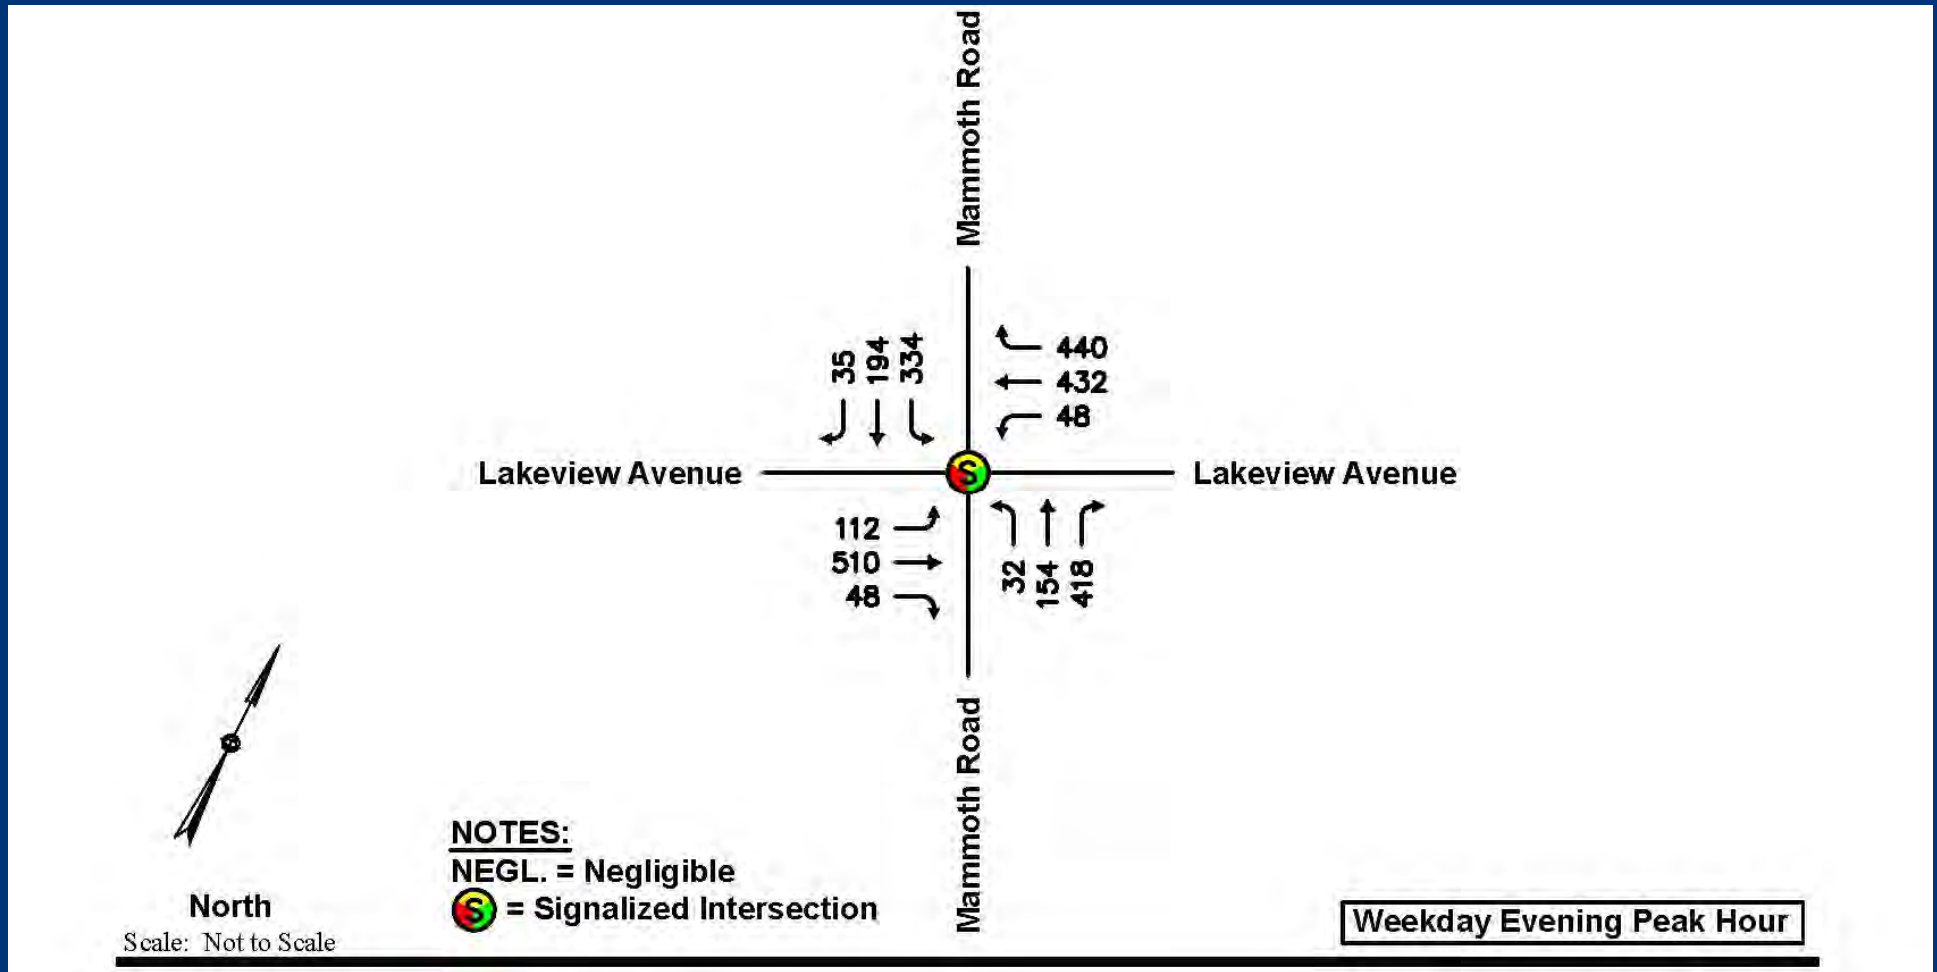 Mammoth Road
35
194
334
440
432
48
Lakeview Avenue
S
Lakeview Avenue
112
510
48
32
154
418
Mammoth Road
North
Scale: Not to Scale
NOTES:
NEGL. = Negligible
S = Signalized Intersection
Weekday Evening Peak Hour